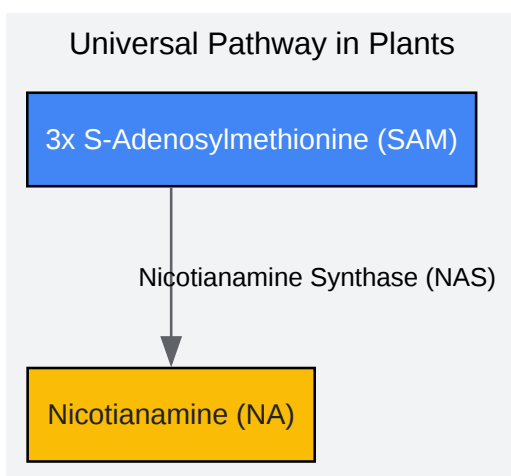 Universal Pathway in Plants
3x S-Adenosylmethionine (SAM)
Nicotianamine Synthase (NAS)
Nicotianamine (NA)